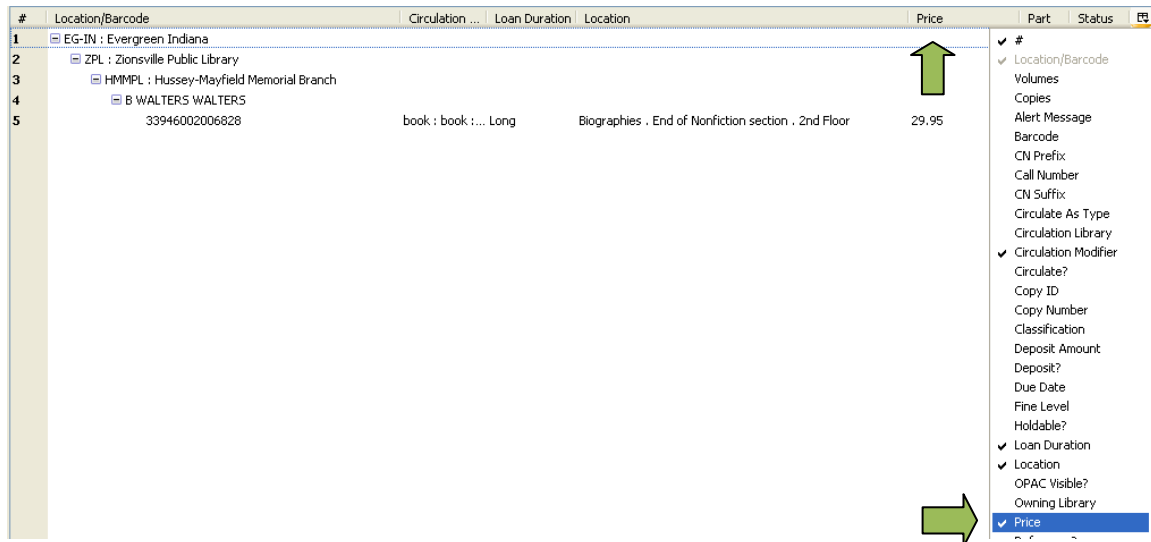 # Location/Barcode Circulation ... Loan Duration Location Price Part Status
1 EG-IN : Evergreen Indiana
2 ZPL : Zionsville Public Library
3 HMMPL : Hussey-Mayfield Memorial Branch
4 B WALTERS WALTERS
5 33946002006828 book : book :... Long Biographies . End of Nonfiction section . 2nd Floor 29.95
#
Location/Barcode
Volumes
Copies
Alert Message
Barcode
CN Prefix
Call Number
CN Suffix
Circulate As Type
Circulation Library
Circulation Modifier
Circulate?
Copy ID
Copy Number
Classification
Deposit Amount
Deposit?
Due Date
Fine Level
Holdable?
Loan Duration
Location
OPAC Visible?
Owning Library
Price